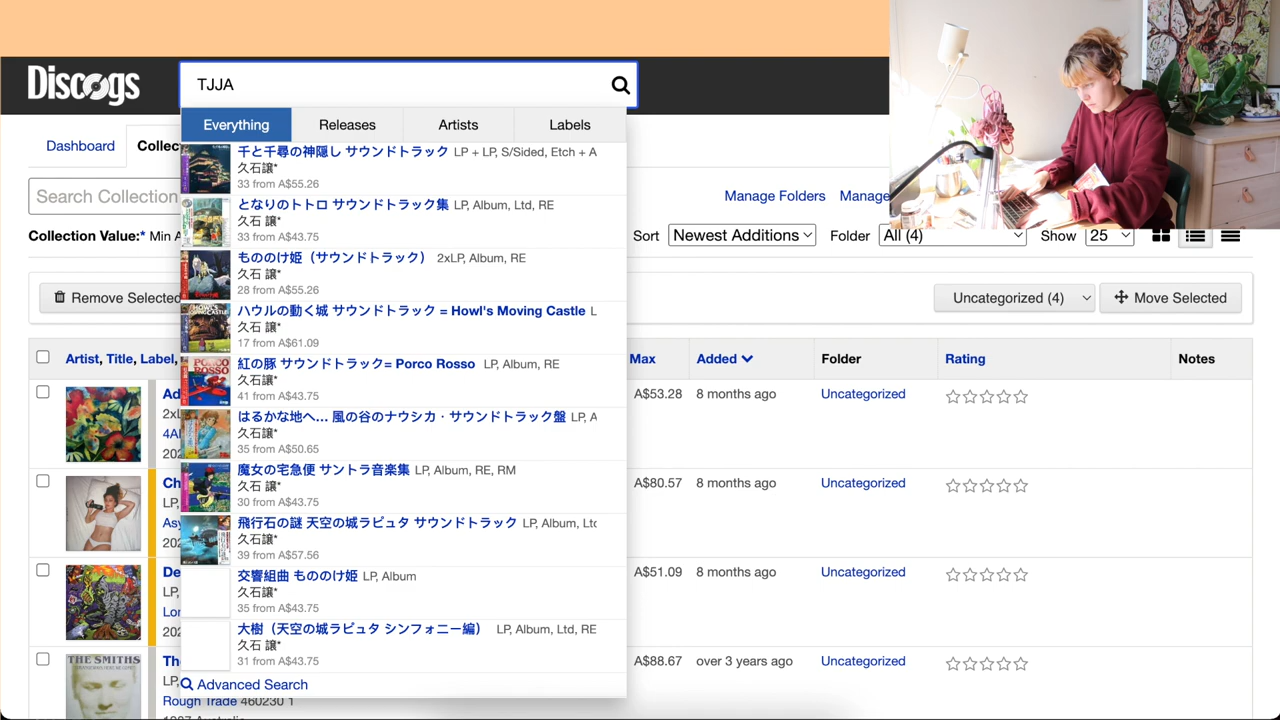 Discogs
TJJA
Everything Releases Artists Labels
千と千尋の神隠し サウンドトラック LP + LP, S/Sided, Etch + A
久石譲*
33 from A$55.26
となりのトトロ サウンドトラック集 LP, Album, Ltd, RE
久石 譲*
33 from A$43.75
もののけ姫（サウンドトラック） 2xLP, Album, RE
久石 譲*
28 from A$55.26
ハウルの動く城 サウンドトラック = Howl's Moving Castle L
久石 譲*
17 from A$61.09
紅の豚 サウンドトラック= Porco Rosso LP, Album, RE
久石譲*
41 from A$43.75
はるかな地へ... 風の谷のナウシカ・サウンドトラック盤 LP, A
久石譲*
35 from A$50.65
魔女の宅急便 サントラ音楽集 LP, Album, RE, RM
久石 譲*
30 from A$43.75
飛行石の謎 天空の城ラピュタ サウンドトラック LP, Album, Ltd
久石譲*
39 from A$57.56
交響組曲 もののけ姫 LP, Album
久石譲*
35 from A$43.75
大樹（天空の城ラピュタ シンフォニー編） LP, Album, Ltd, RE
久石 譲*
31 from A$43.75
Advanced Search
Dashboard Collec
Search Collection
Manage Folders Manage
Collection Value:* Min A
Sort Newest Additions Folder All (4) Show 25
Remove Selected
Uncategorized (4) Move Selected
Artist, Title, Label, Max Added Folder Rating Notes
Ad A$53.28 8 months ago Uncategorized
2xL
4A
202
Ch A$80.57 8 months ago Uncategorized
LP,
Asy
202
De A$51.09 8 months ago Uncategorized
LP,
Lor
202
THE SMITHS
Th A$88.67 over 3 years ago Uncategorized
LP,
Rough Trade 460230 1
1987 Australia